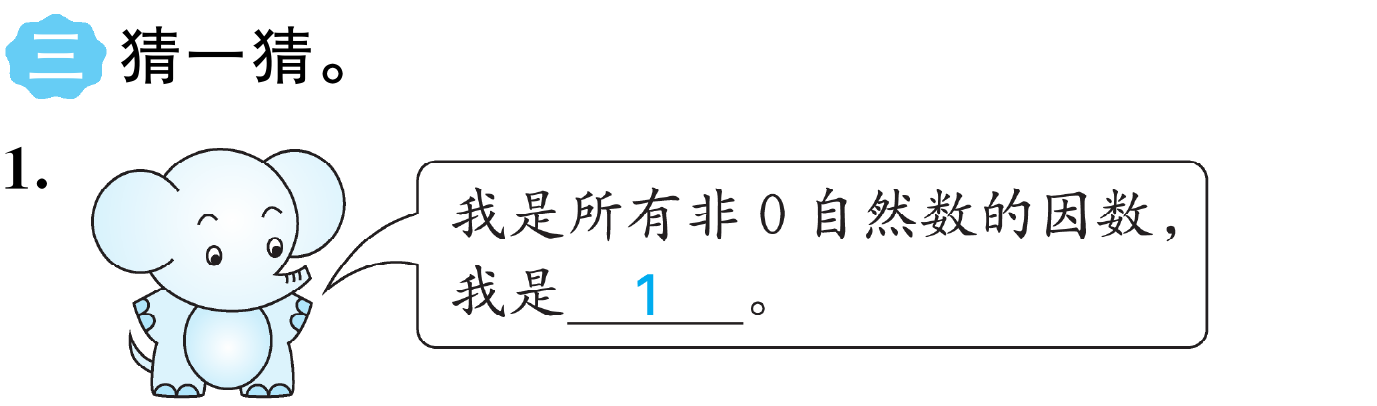 三 猜一猜。
1.
我是所有非0自然数的因数，
我是 1 。